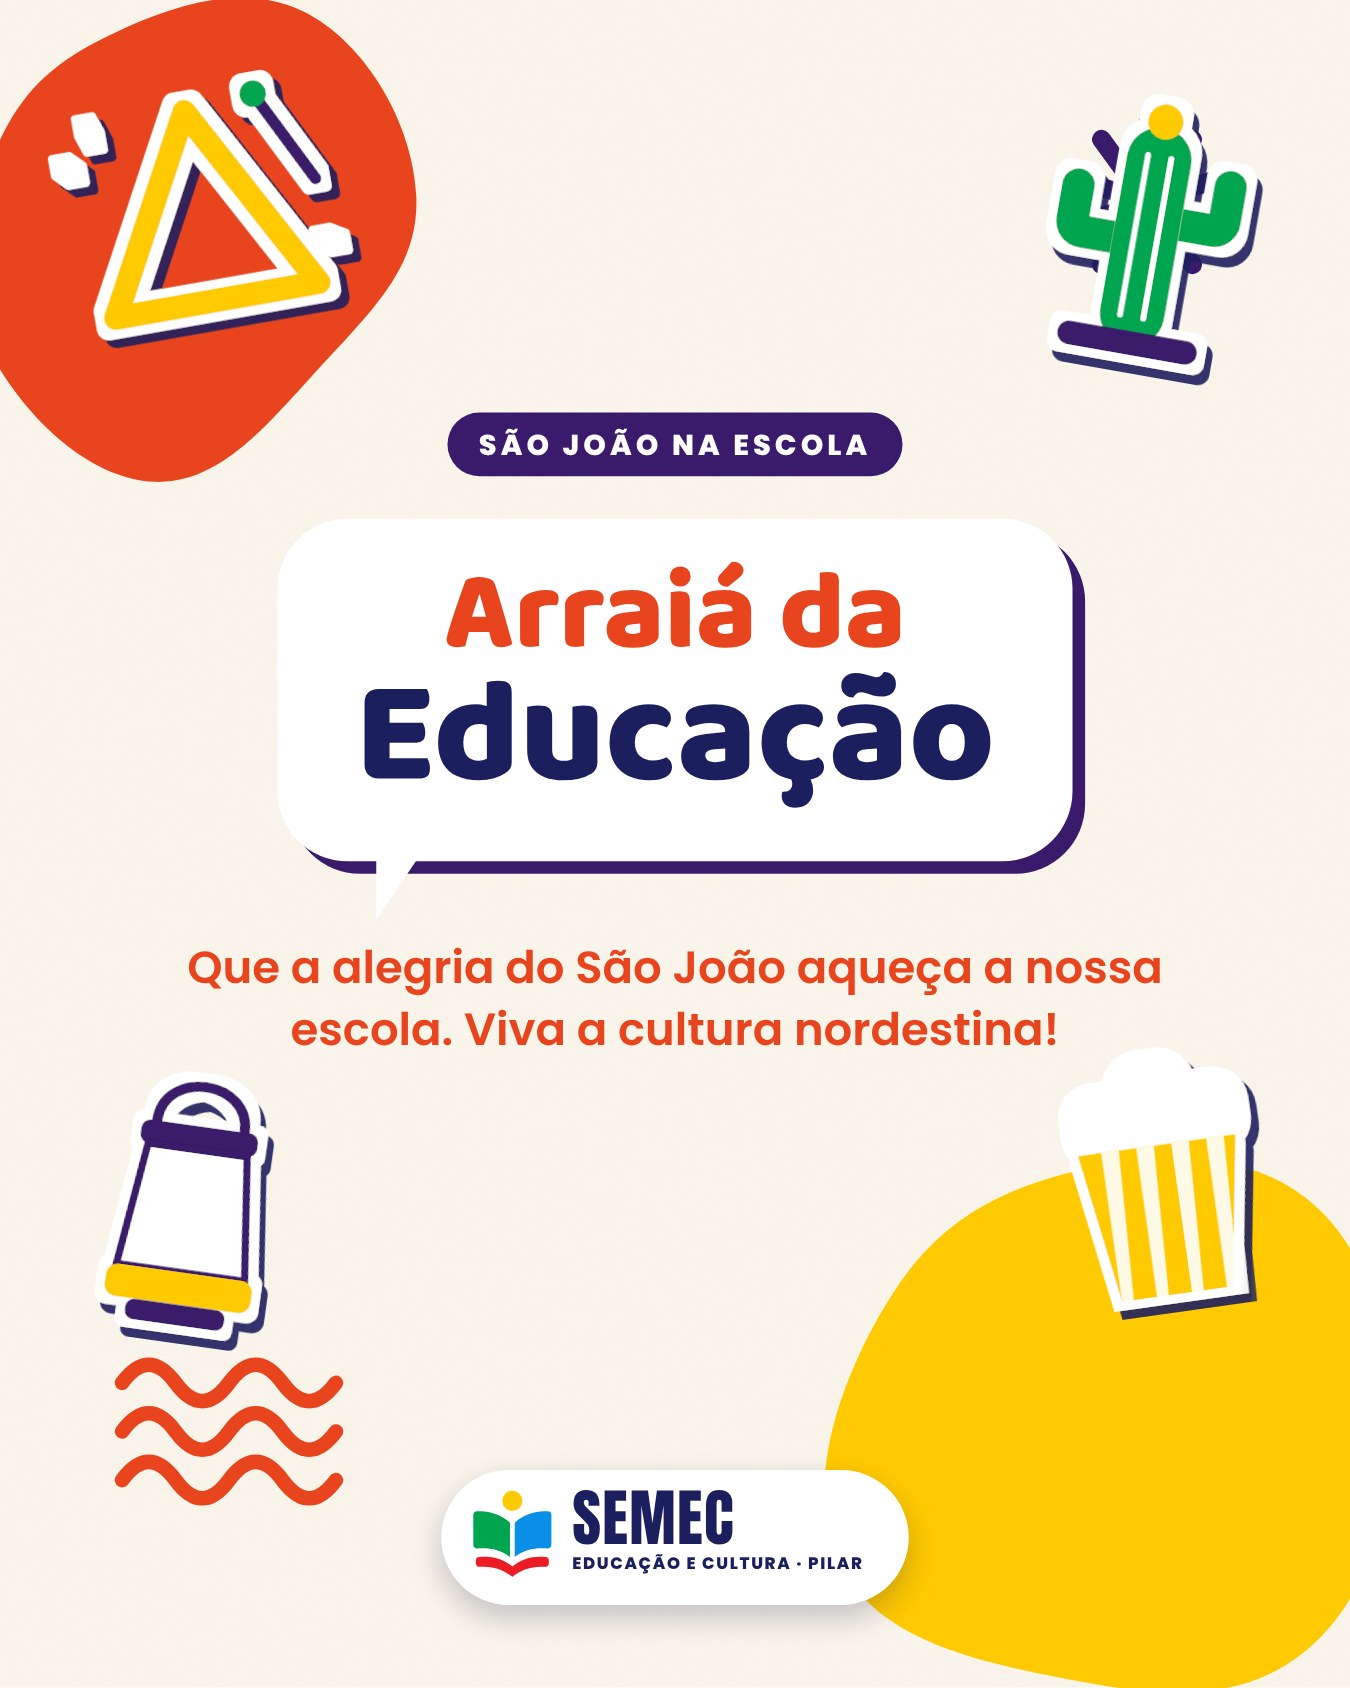 SÃO JOÃO NA ESCOLA
Arraiá da
Educação
Que a alegria do São João aqueça a nossa
escola. Viva a cultura nordestina!
SEMEC
EDUCAÇÃO E CULTURA · PILAR